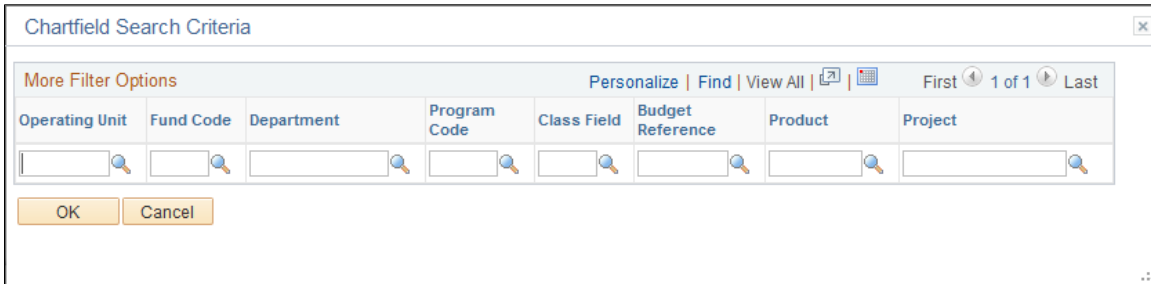 Chartfield Search Criteria
More Filter Options Personalize | Find | View All | | First 1 of 1 Last
Operating Unit Fund Code Department Program Code Class Field Budget Reference Product Project
OK Cancel